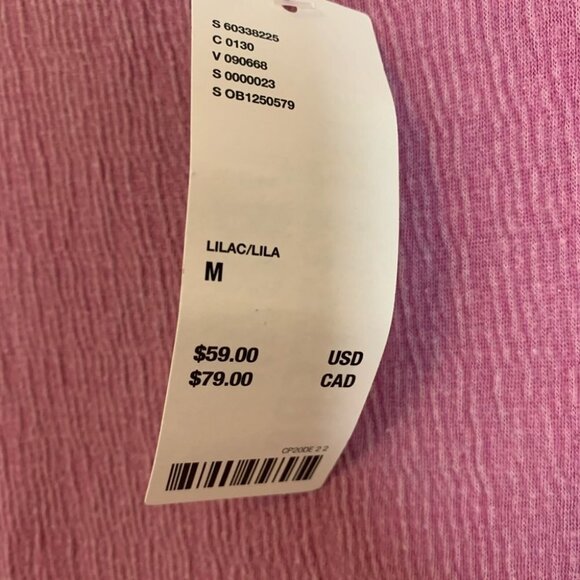 S 60338225
C 0130
V 090668
S 0000023
S OB1250579
LILAC/LILA
M
$59.00 USD
$79.00 CAD
CP20DE 2 2